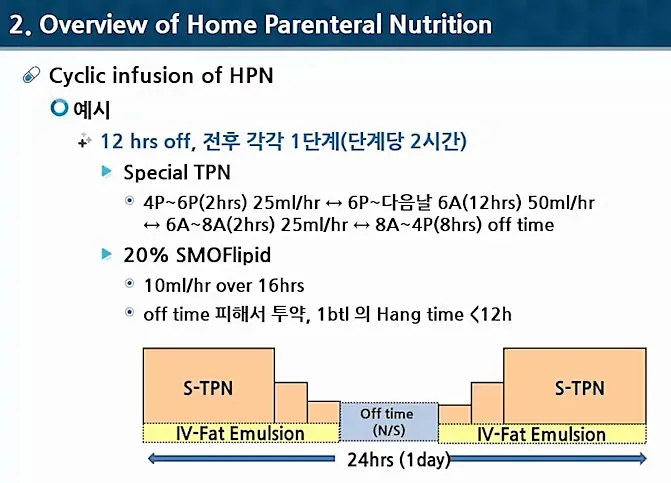 2. Overview of Home Parenteral Nutrition
Cyclic infusion of HPN
예시
12 hrs off, 전후 각각 1단계(단계당 2시간)
Special TPN
4P~6P(2hrs) 25ml/hr ↔ 6P~다음날 6A(12hrs) 50ml/hr
↔ 6A~8A(2hrs) 25ml/hr ↔ 8A~4P(8hrs) off time
20% SMOFlipid
10ml/hr over 16hrs
off time 피해서 투약, 1btl 의 Hang time <12h
S-TPN
S-TPN
Off time
(N/S)
IV-Fat Emulsion
IV-Fat Emulsion
24hrs (1day)